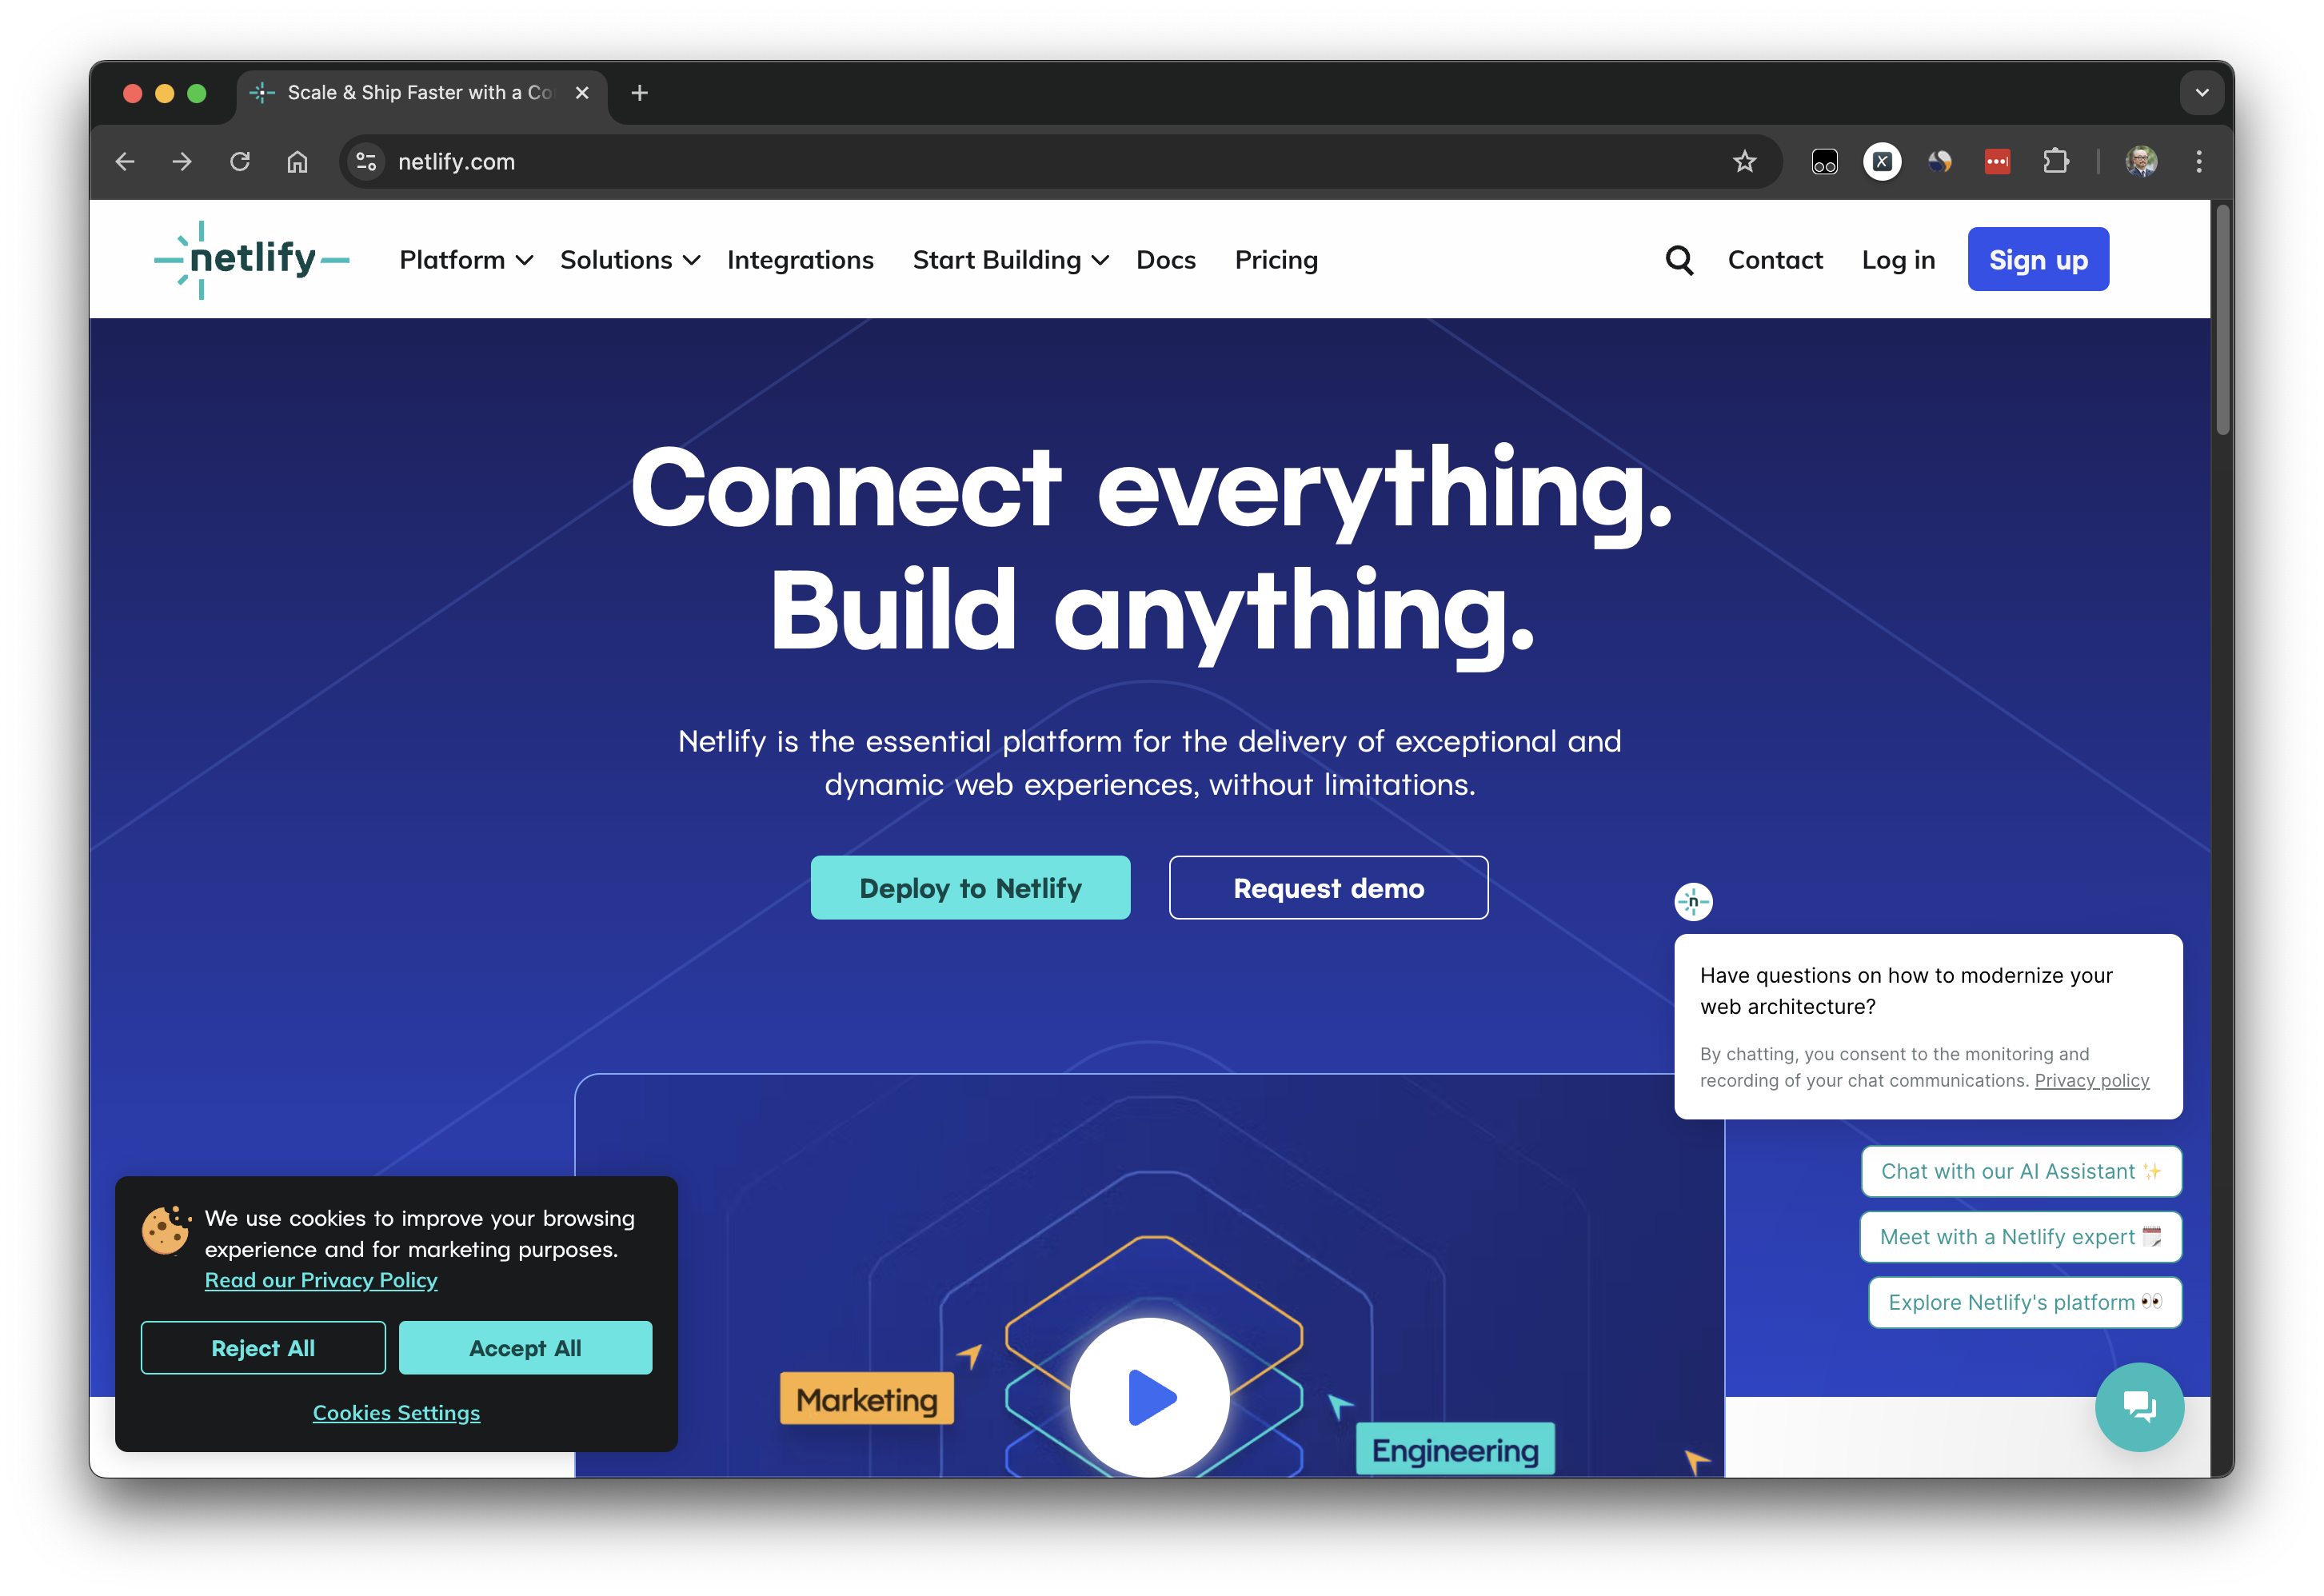 Scale & Ship Faster with a Co
netlify.com
netlify
Platform
Solutions
Integrations
Start Building
Docs
Pricing
Contact
Log in
Sign up
Connect everything.
Build anything.
Netlify is the essential platform for the delivery of exceptional and
dynamic web experiences, without limitations.
Deploy to Netlify
Request demo
n
Have questions on how to modernize your
web architecture?
By chatting, you consent to the monitoring and
recording of your chat communications. Privacy policy
Chat with our AI Assistant ✨
Meet with a Netlify expert 🗓️
Explore Netlify's platform 👀
We use cookies to improve your browsing
experience and for marketing purposes.
Read our Privacy Policy
Reject All
Accept All
Cookies Settings
Marketing
Engineering